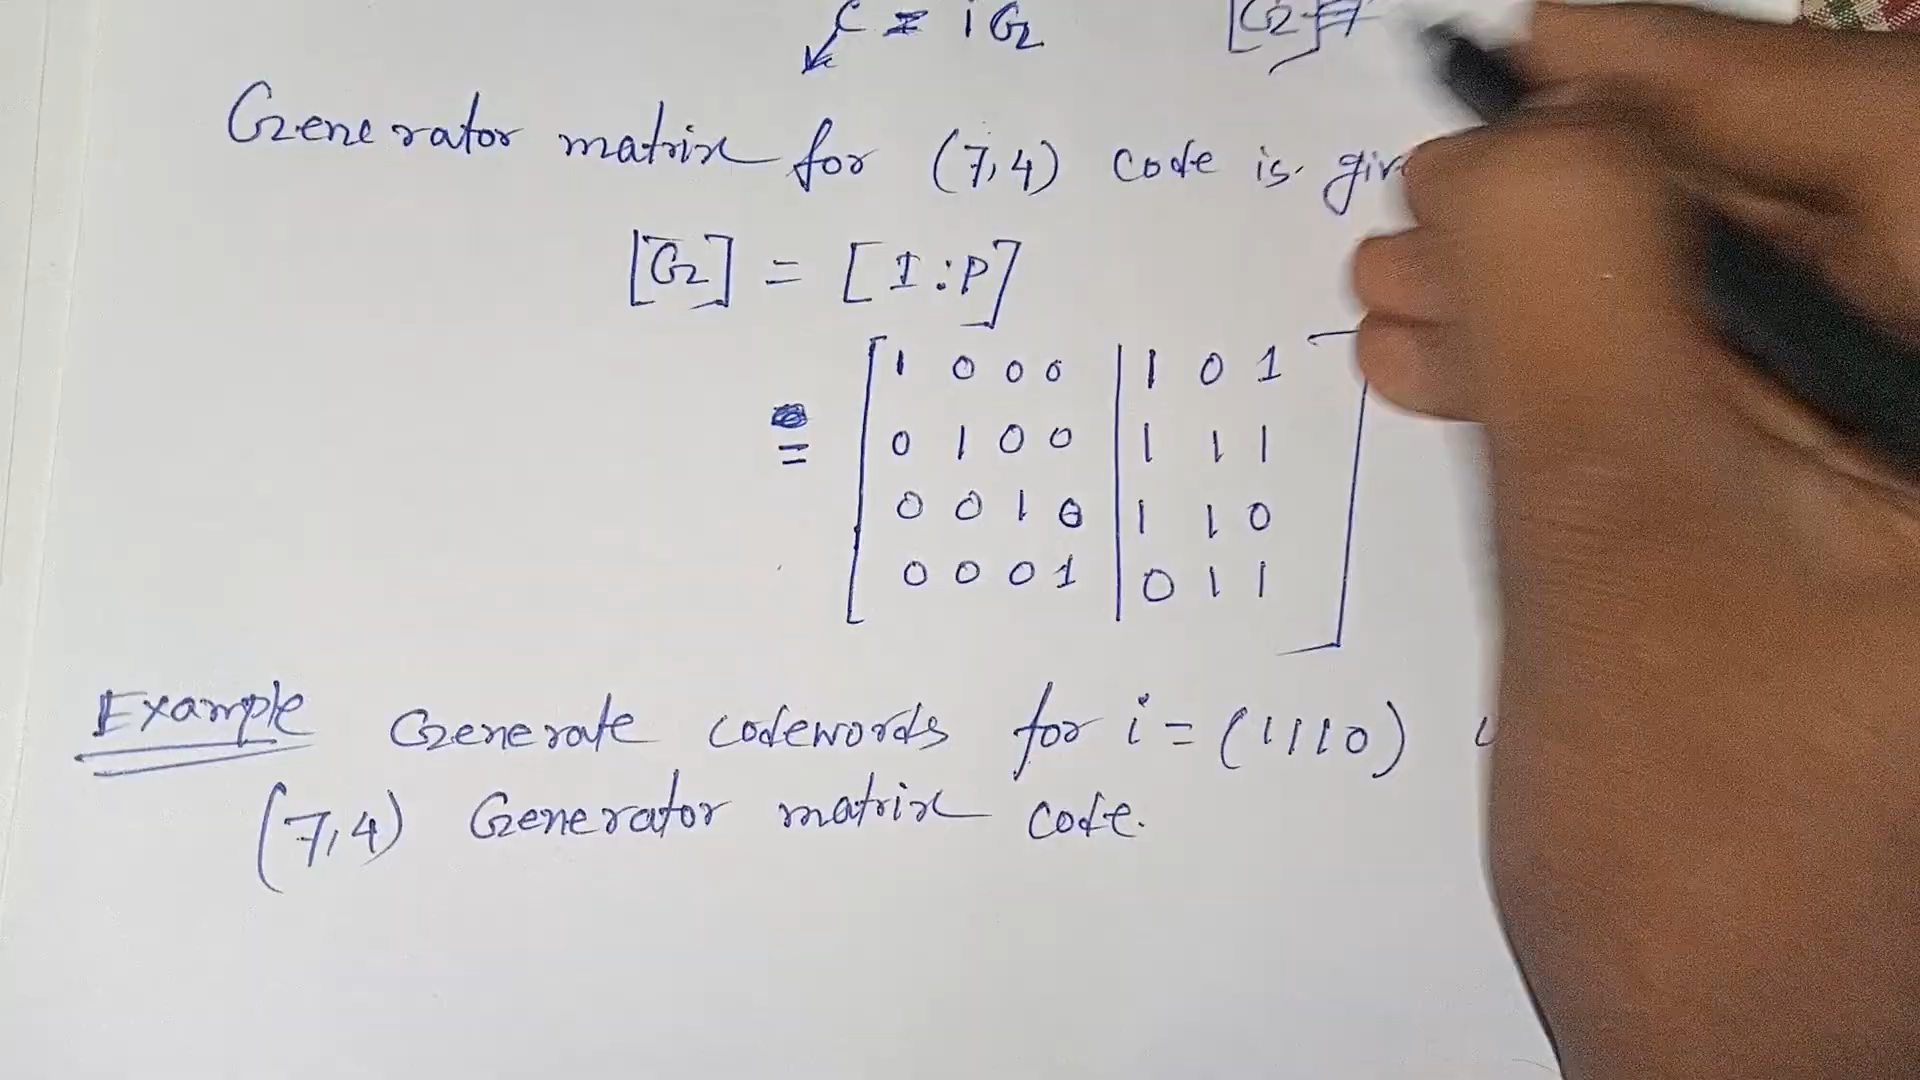 C = i G
[G] =
Generator matrix for (7,4) code is
[G] = [I : P]
1 0 0 0 | 1 0 1
= 0 1 0 0 | 1 1 1
0 0 1 0 | 1 1 0
0 0 0 1 | 0 1 1
Example Generate codewords for i = (1110)
(7,4) Generator matrix code.